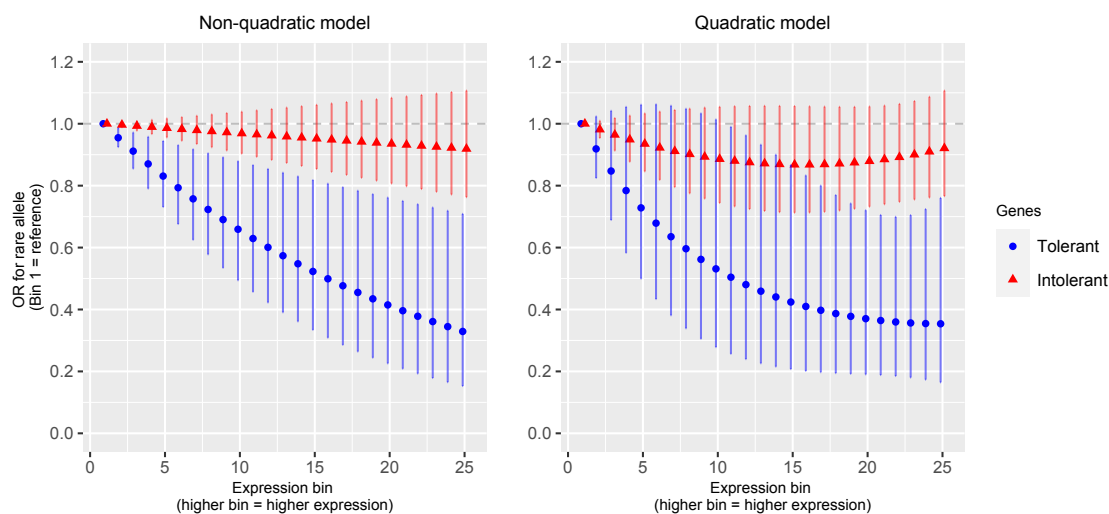 Non-quadratic model
Quadratic model
OR for rare allele
(Bin 1 = reference)
1.2
1.0
0.8
0.6
0.4
0.2
0.0
0 5 10 15 20 25
Expression bin
(higher bin = higher expression)
1.2
1.0
0.8
0.6
0.4
0.2
0.0
0 5 10 15 20 25
Expression bin
(higher bin = higher expression)
Genes
Tolerant
Intolerant